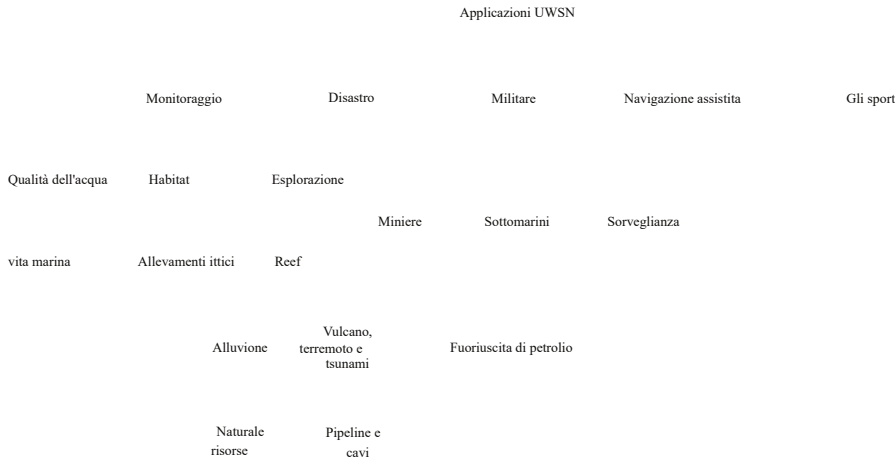 Applicazioni UWSN
Monitoraggio
Disastro
Militare
Navigazione assistita
Gli sport
Qualità dell'acqua
Habitat
Esplorazione
Miniere
Sottomarini
Sorveglianza
vita marina
Allevamenti ittici
Reef
Alluvione
Vulcano,
terremoto e
tsunami
Fuoriuscita di petrolio
Naturale
risorse
Pipeline e
cavi